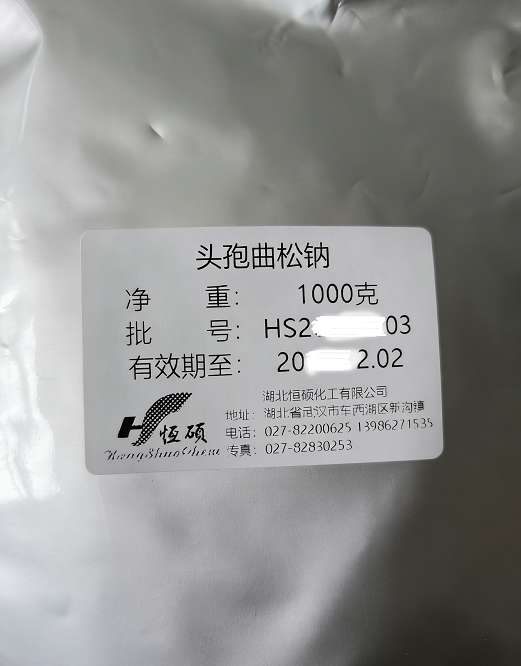 头孢曲松钠
净 重: 1000克
批 号: HS2 03
有效期至: 20 2.02
湖北恒硕化工有限公司
地址: 湖北省武汉市车西湖区新沟镇
电话: 027-82200625 13986271535
传真: 027-82830253
H 恒硕
HengShuoChem